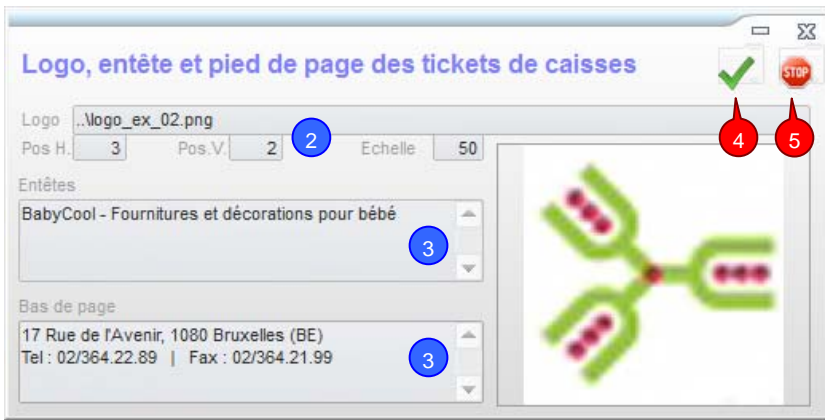 Logo, entête et pied de page des tickets de caisses
STOP
Logo ..\logo_ex_02.png
4 5
Pos H. 3 Pos.V. 2 2 Echelle 50
Entêtes
BabyCool - Fournitures et décorations pour bébé
3
Bas de page
17 Rue de l'Avenir, 1080 Bruxelles (BE)
Tel : 02/364.22.89 | Fax : 02/364.21.99
3